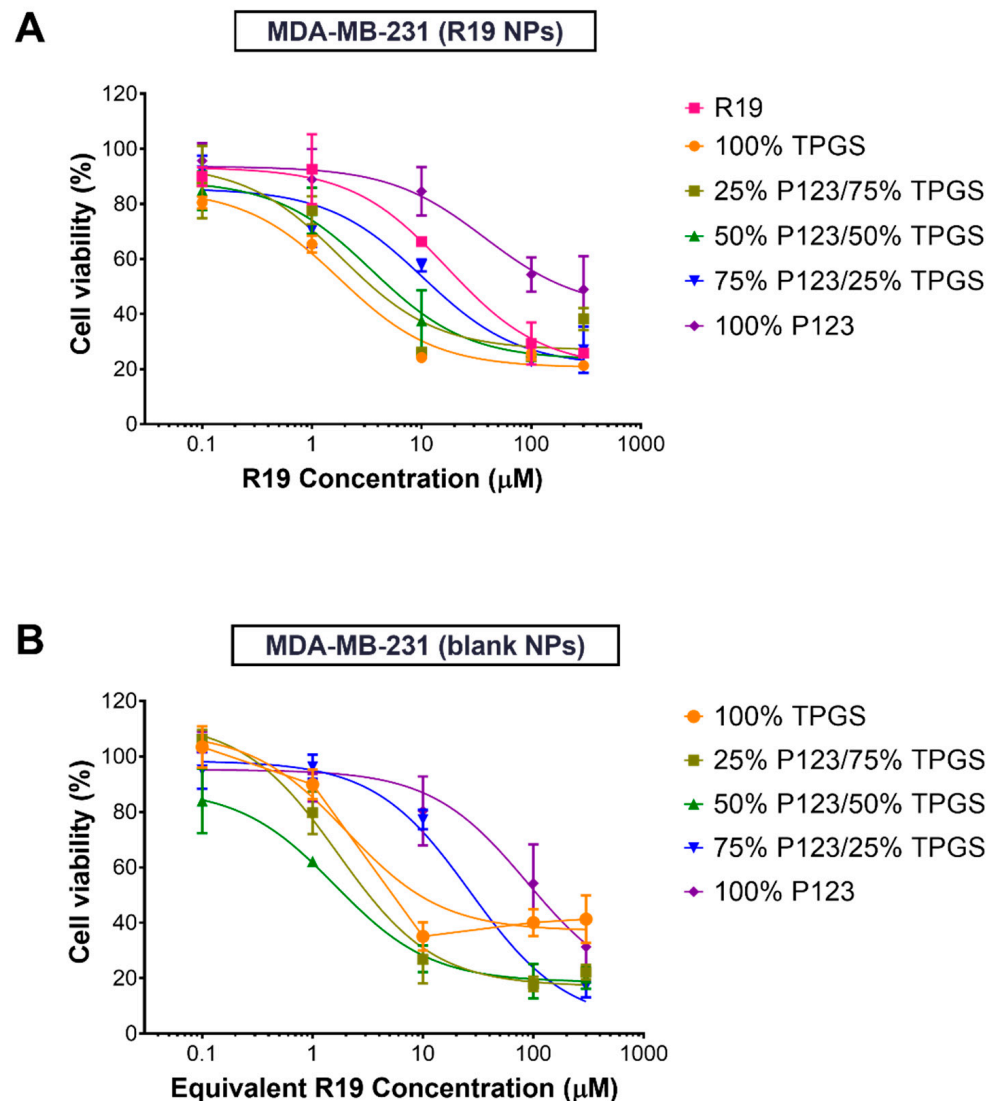 A
MDA-MB-231 (R19 NPs)
120
100
80
60
40
20
0
Cell viability (%)
0.1 1 10 100 1000
R19 Concentration (μM)
R19
100% TPGS
25% P123/75% TPGS
50% P123/50% TPGS
75% P123/25% TPGS
100% P123
B
MDA-MB-231 (blank NPs)
120
100
80
60
40
20
0
Cell viability (%)
0.1 1 10 100 1000
Equivalent R19 Concentration (μM)
100% TPGS
25% P123/75% TPGS
50% P123/50% TPGS
75% P123/25% TPGS
100% P123